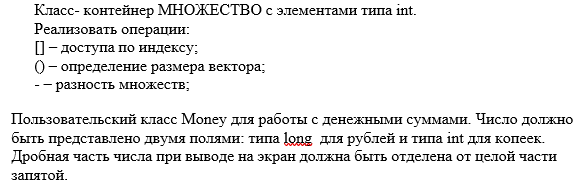 Класс- контейнер МНОЖЕСТВО с элементами типа int.
Реализовать операции:
[] – доступа по индексу;
() – определение размера вектора;
- – разность множеств;
Пользовательский класс Money для работы с денежными суммами. Число должно
быть представлено двумя полями: типа long для рублей и типа int для копеек.
Дробная часть числа при выводе на экран должна быть отделена от целой части
запятой.